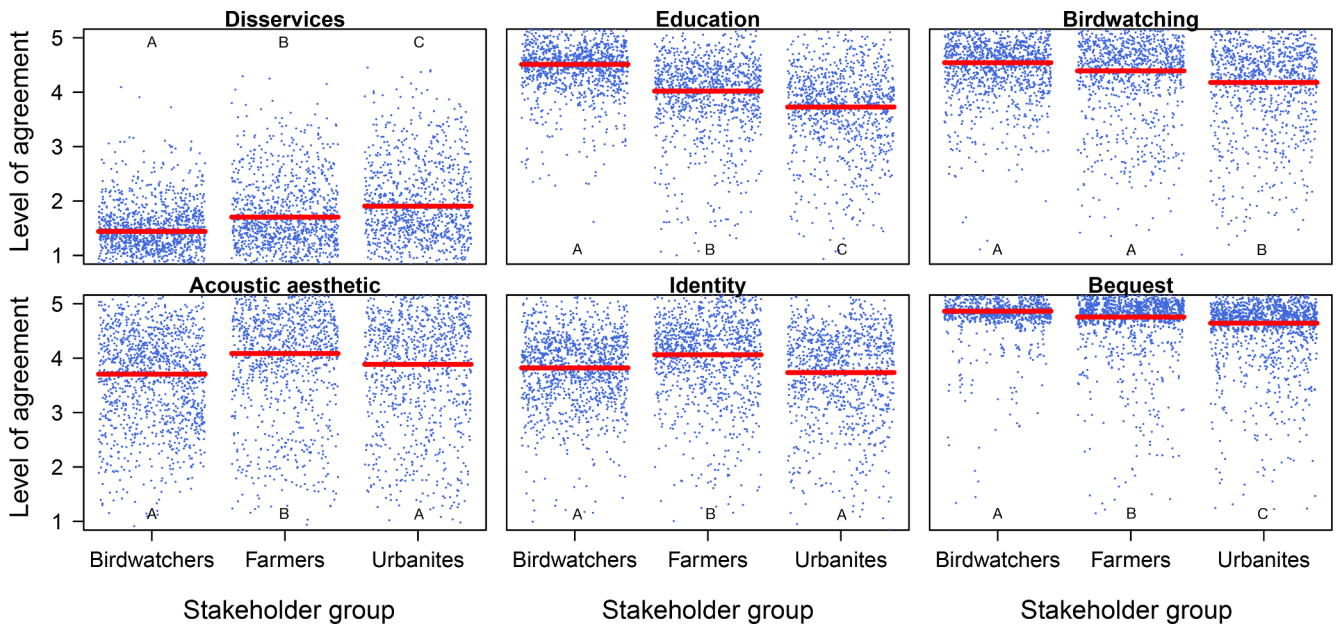 Disservices Education Birdwatching
Level of agreement
5
4
3
2
1
A B C
A B C
A A B
Acoustic aesthetic Identity Bequest
Level of agreement
5
4
3
2
1
A B A
A B A
A B C
Birdwatchers Farmers Urbanites Birdwatchers Farmers Urbanites Birdwatchers Farmers Urbanites
Stakeholder group Stakeholder group Stakeholder group